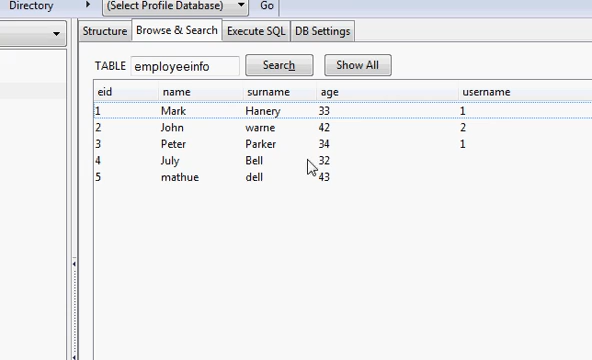 Directory (Select Profile Database) Go
Structure Browse & Search Execute SQL DB Settings
TABLE employeeinfo Search Show All
eid name surname age username
1 Mark Hanery 33 1
2 John warne 42 2
3 Peter Parker 34 1
4 July Bell 32
5 mathue dell 43